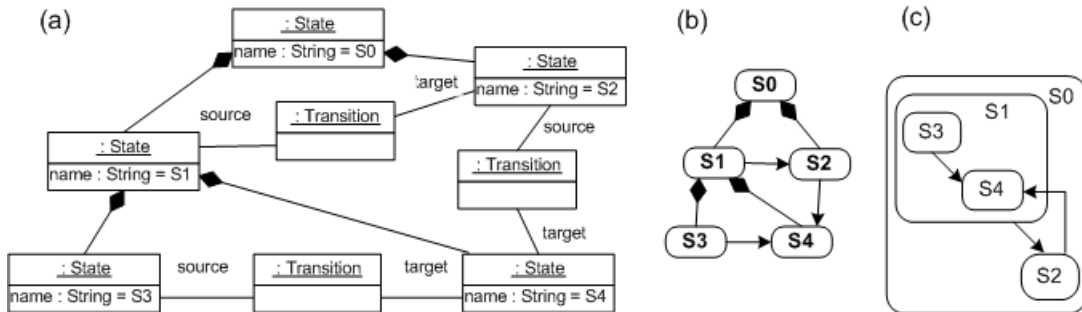 (a)
: State
name : String = S0
: State
name : String = S2
target
source
: Transition
source
: State
name : String = S1
: Transition
target
: State
name : String = S3
source
: Transition
target
: State
name : String = S4
(b)
S0
S1
S2
S3
S4
(c)
S0
S1
S3
S4
S2